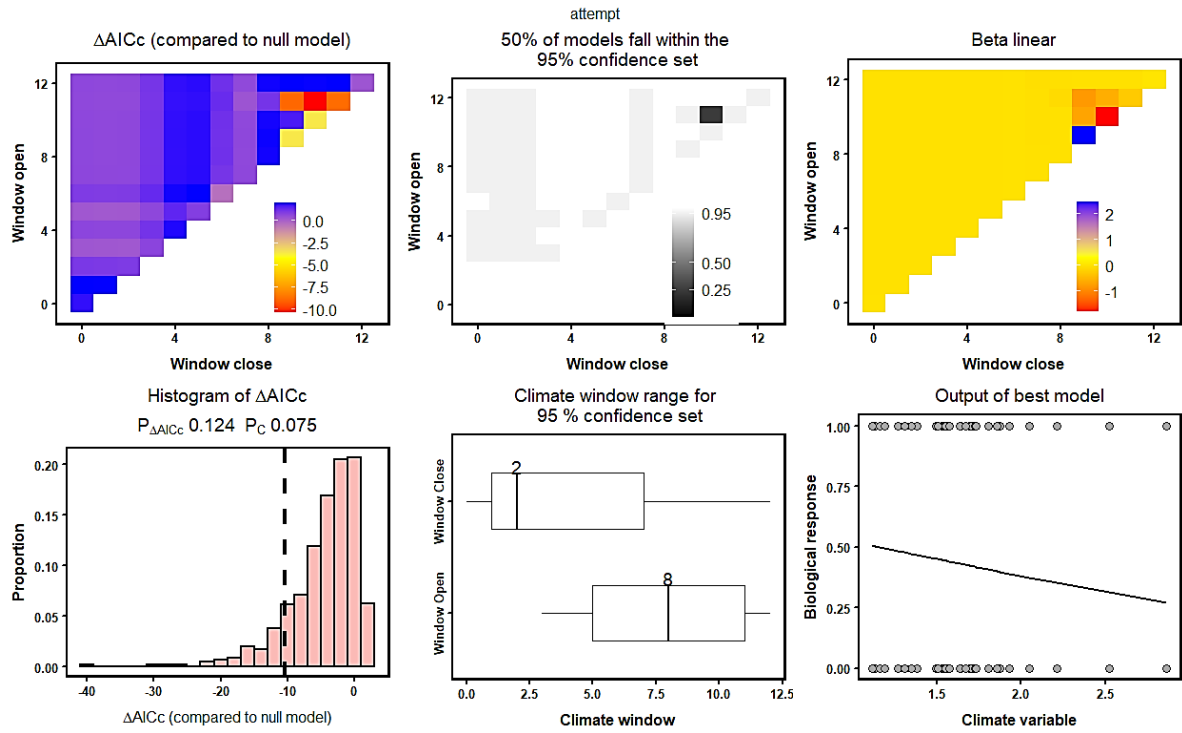 attempt
ΔAICc (compared to null model)
Window open
12
8
4
0
0.0
-2.5
-5.0
-7.5
-10.0
0
4
8
12
Window close
50% of models fall within the
95% confidence set
Window open
12
8
4
0
0.95
0.50
0.25
0
4
8
12
Window close
Beta linear
Window open
12
8
4
0
2
1
0
-1
0
4
8
12
Window close
Histogram of ΔAICc
PΔAICc 0.124 PC 0.075
Proportion
0.20
0.15
0.10
0.05
0.00
-40
-30
-20
-10
0
ΔAICc (compared to null model)
Climate window range for
95 % confidence set
Window Close
2
Window Open
8
0.0
2.5
5.0
7.5
10.0
12.5
Climate window
Output of best model
Biological response
1.00
0.75
0.50
0.25
0.00
1.5
2.0
2.5
Climate variable